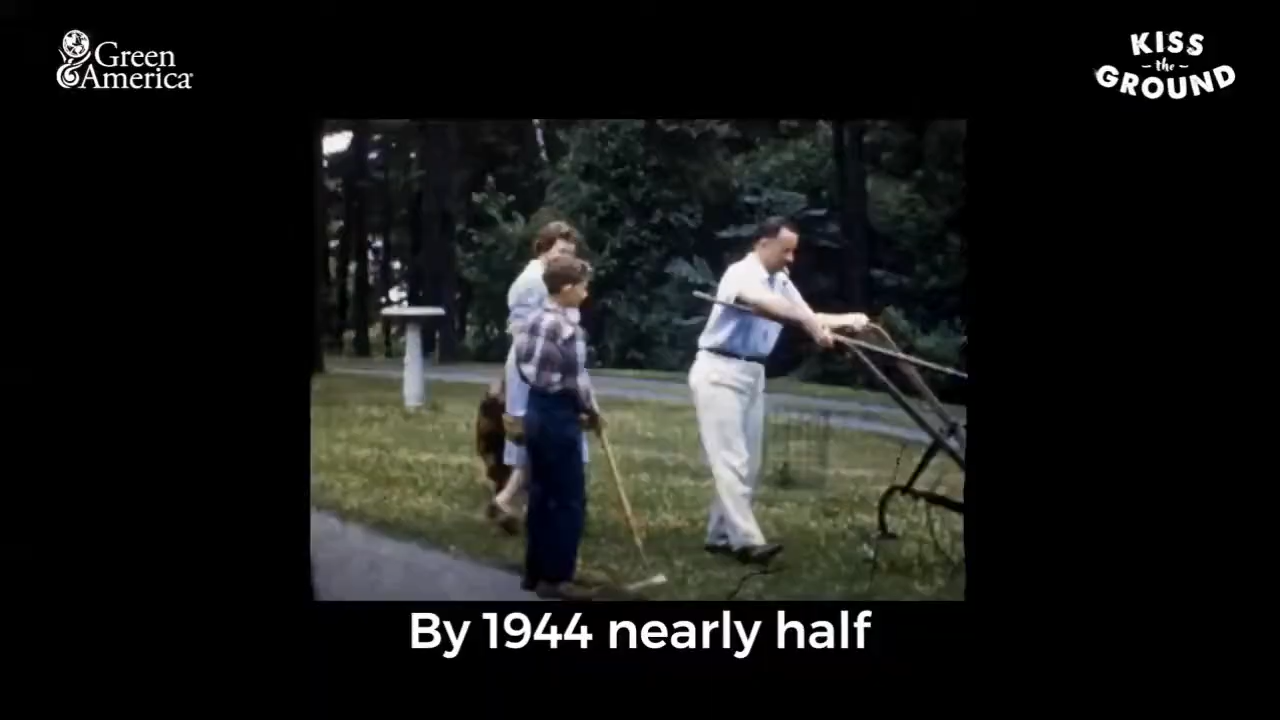 Green
America
KISS
the
GROUND
By 1944 nearly half